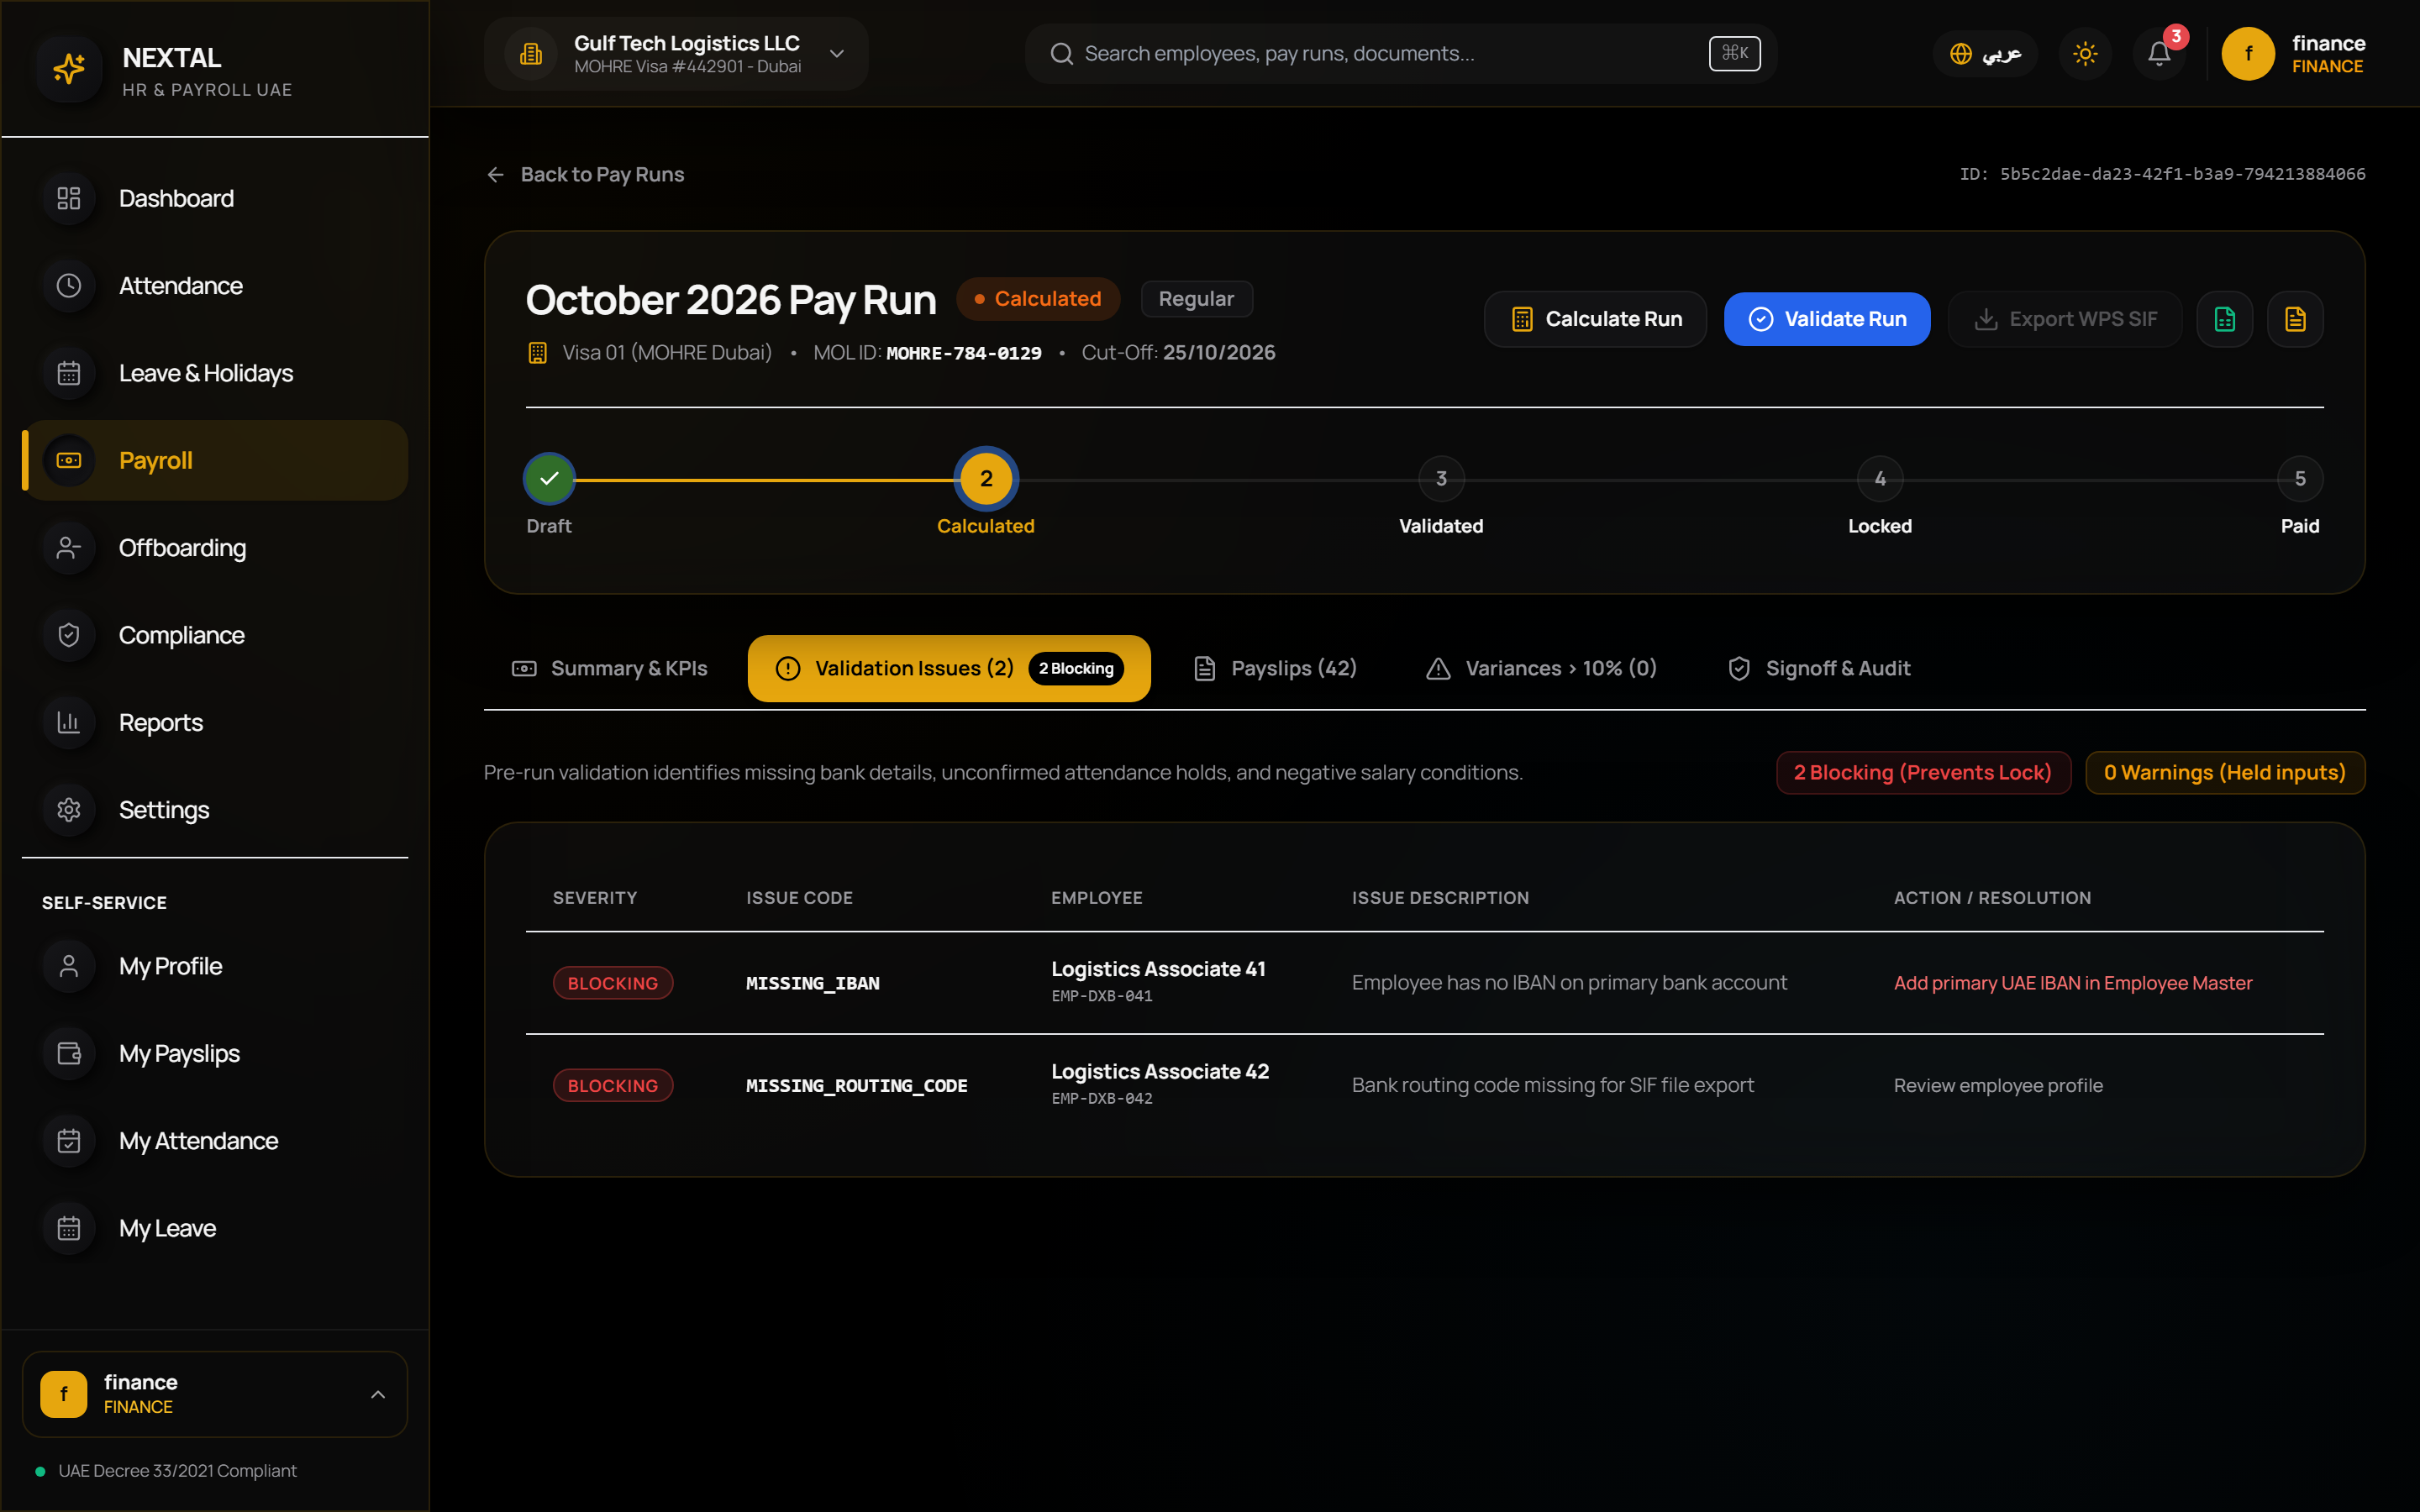 NEXTAL
HR & PAYROLL UAE
Dashboard
Attendance
Leave & Holidays
Payroll
Offboarding
Compliance
Reports
Settings
SELF-SERVICE
My Profile
My Payslips
My Attendance
My Leave
f
finance
FINANCE
UAE Decree 33/2021 Compliant
Gulf Tech Logistics LLC
MOHRE Visa #442901 - Dubai
Search employees, pay runs, documents...
⌘K
عربي
3
f
finance
FINANCE
Back to Pay Runs
ID: 5b5c2dae-da23-42f1-b3a9-794213884066
October 2026 Pay Run
Calculated
Regular
Visa 01 (MOHRE Dubai) • MOL ID: MOHRE-784-0129 • Cut-Off: 25/10/2026
Calculate Run
Validate Run
Export WPS SIF
2
3
4
5
Draft
Calculated
Validated
Locked
Paid
Summary & KPIs
Validation Issues (2) 2 Blocking
Payslips (42)
Variances > 10% (0)
Signoff & Audit
Pre-run validation identifies missing bank details, unconfirmed attendance holds, and negative salary conditions.
2 Blocking (Prevents Lock)
0 Warnings (Held inputs)
SEVERITY ISSUE CODE EMPLOYEE ISSUE DESCRIPTION ACTION / RESOLUTION
BLOCKING MISSING_IBAN Logistics Associate 41 Employee has no IBAN on primary bank account Add primary UAE IBAN in Employee Master
EMP-DXB-041
BLOCKING MISSING_ROUTING_CODE Logistics Associate 42 Bank routing code missing for SIF file export Review employee profile
EMP-DXB-042